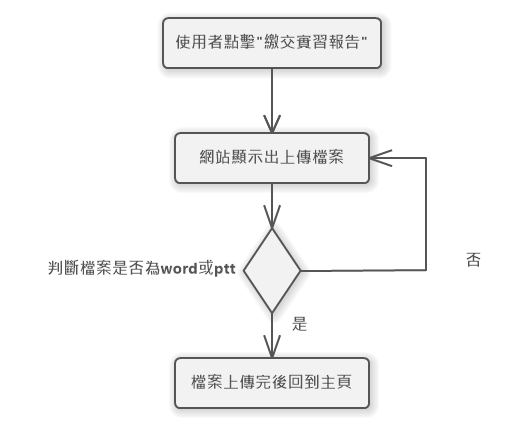 使用者點擊"繳交實習報告"
網站顯示出上傳檔案
判斷檔案是否為word或ptt
否
是
檔案上傳完後回到主頁